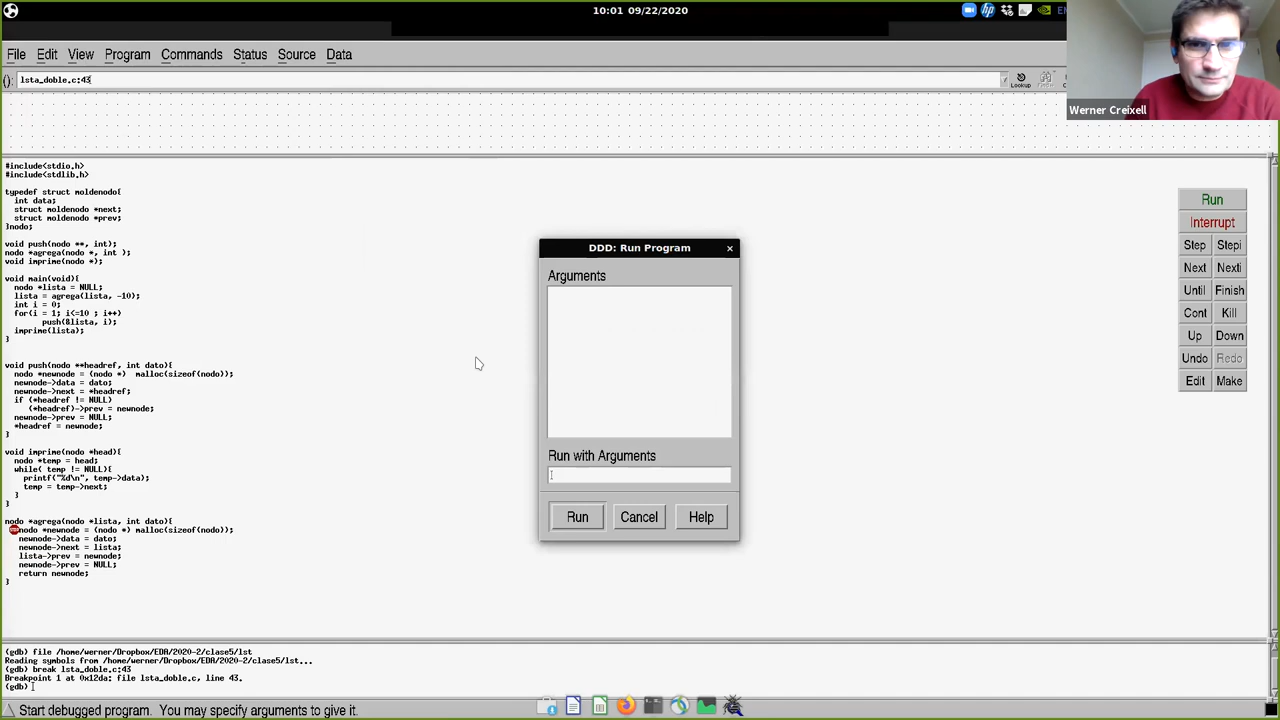 10:01 09/22/2020
Werner Creixell
File Edit View Program Commands Status Source Data
(): lsta_doble.c:43
Lookup
#include<stdio.h>
#include<stdlib.h>
typedef struct moldenodo{
int data;
struct moldenodo *next;
struct moldenodo *prev;
}nodo;
void push(nodo **, int);
nodo *agrega(nodo *, int );
void imprime(nodo *);
void main(void){
nodo *lista = NULL;
lista = agrega(lista, -10);
int i = 0;
for(i = 1; i<=10 ; i++)
push(&lista, i);
imprime(lista);
}
void push(nodo **headref, int dato){
nodo *newnode = (nodo *)  malloc(sizeof(nodo));
newnode->data = dato;
newnode->next = *headref;
if (*headref != NULL)
(*headref)->prev = newnode;
newnode->prev = NULL;
*headref = newnode;
}
void imprime(nodo *head){
nodo *temp = head;
while( temp != NULL){
printf("%d\n", temp->data);
temp = temp->next;
}
}
nodo *agrega(nodo *lista, int dato){
nodo *newnode = (nodo *) malloc(sizeof(nodo));
newnode->data = dato;
newnode->next = lista;
lista->prev = newnode;
newnode->prev = NULL;
return newnode;
}
DDD: Run Program
Arguments
Run with Arguments
Run Cancel Help
Run
Interrupt
Step Stepi
Next Nexti
Until Finish
Cont Kill
Up Down
Undo Redo
Edit Make
(gdb) file /home/werner/Dropbox/EDA/2020-2/clase5/lst
Reading symbols from /home/werner/Dropbox/EDA/2020-2/clase5/lst...
(gdb) break lsta_doble.c:43
Breakpoint 1 at 0x12da: file lsta_doble.c, line 43.
(gdb)
Start debugged program.  You may specify arguments to give it.